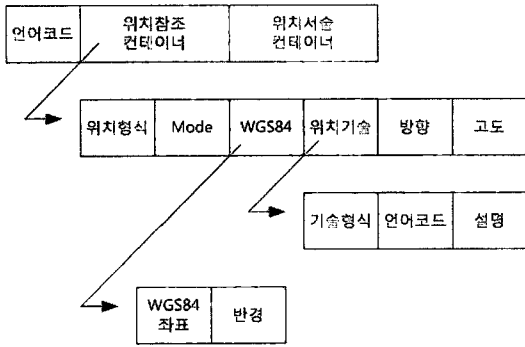 언어코드
위치참조
컨테이너
위치서술
컨테이너
위치형식
Mode
WGS84
위치기술
방향
고도
기술형식
언어코드
설명
WGS84
좌표
반경